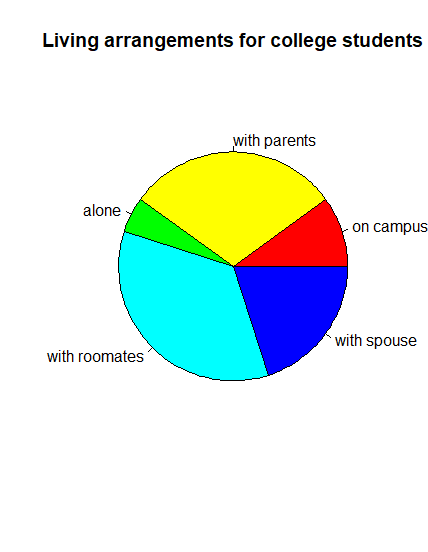 Living arrangements for college students
with parents
alone
on campus
with roomates
with spouse